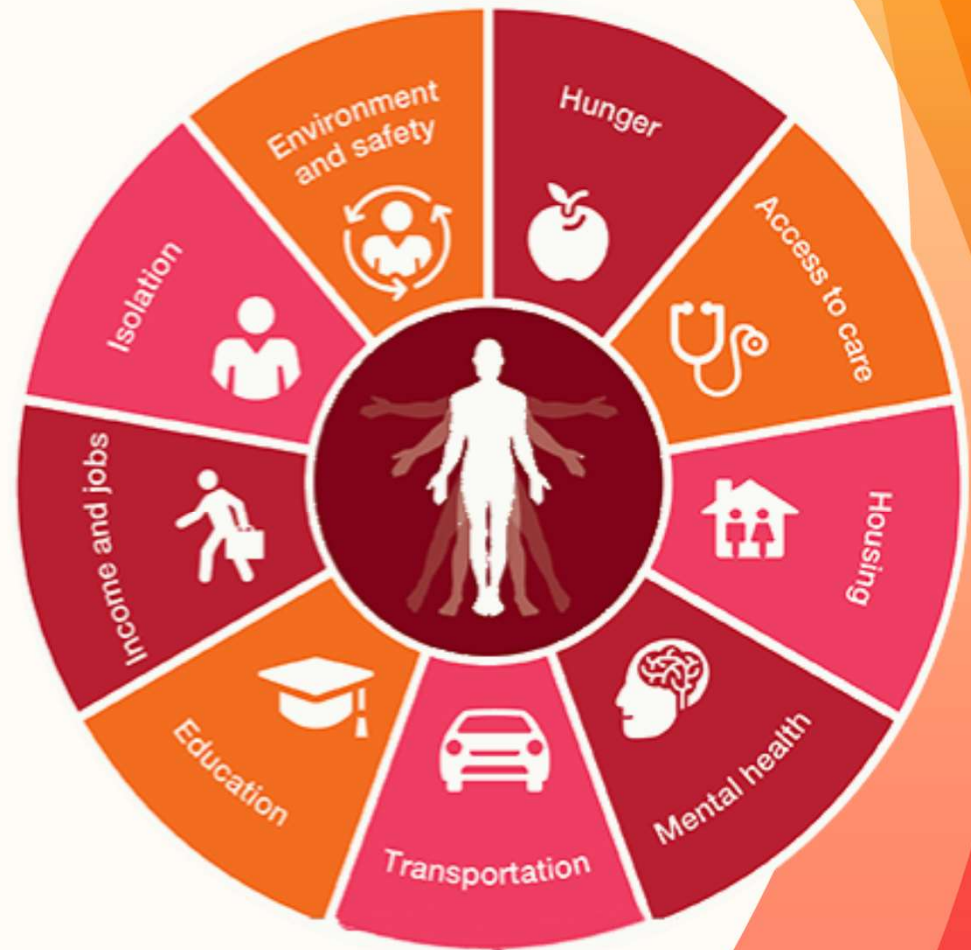 Environment
and safety
Hunger
Access to care
Housing
Mental health
Transportation
Education
Income and jobs
Isolation